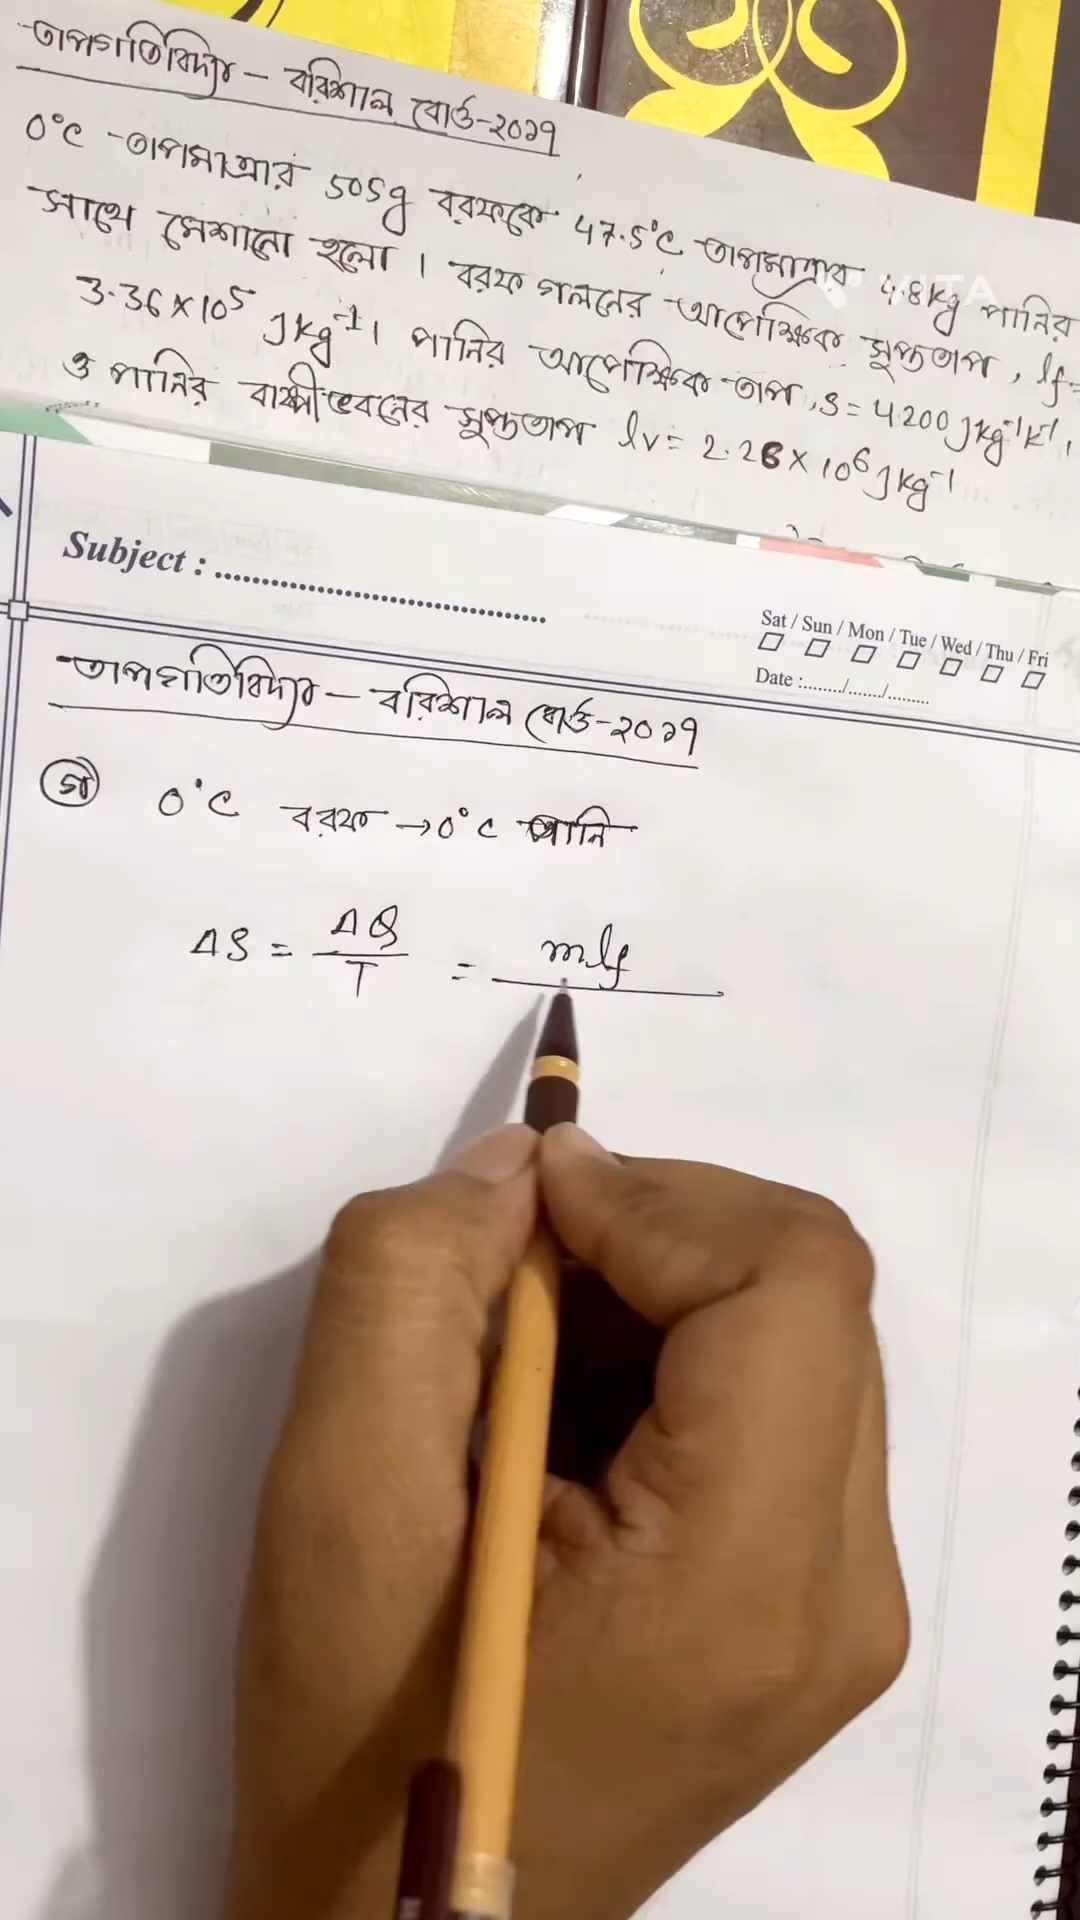 তাপগতিবিদ্যা – বরিশাল বোর্ড-২০১৭
0°C তাপমাত্রার 505g বরফকে 47.5°C তাপমাত্রার 4.8kg পানির
সাথে মেশানো হলো। বরফ গলনের আপেক্ষিক সুপ্ততাপ, lf=
3.36×10⁵ Jkg⁻¹। পানির আপেক্ষিক তাপ, s = 4200 Jkg⁻¹K⁻¹।
ও পানির বাষ্পীভবনের সুপ্ততাপ lv = 2.26×10⁶ Jkg⁻¹
VITA
Subject : ........................................
Sat / Sun / Mon / Tue / Wed / Thu / Fri
Date :......../......./.........
তাপগতিবিদ্যা – বরিশাল বোর্ড-২০১৭
গ 0°C বরফ → 0°C পানি
ΔS = ΔQ/T = mlf